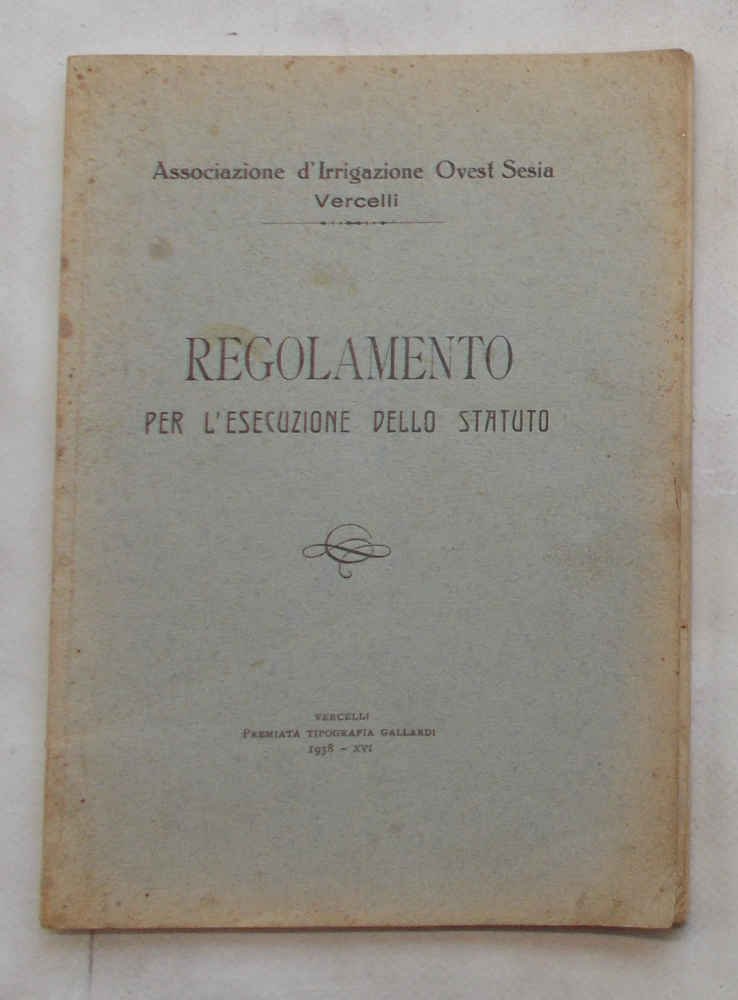 Associazione d'Irrigazione Ovest Sesia
Vercelli
REGOLAMENTO
PER L'ESECUZIONE DELLO STATUTO
VERCELLI
PREMIATA TIPOGRAFIA GALLARDI
1938 - XVI